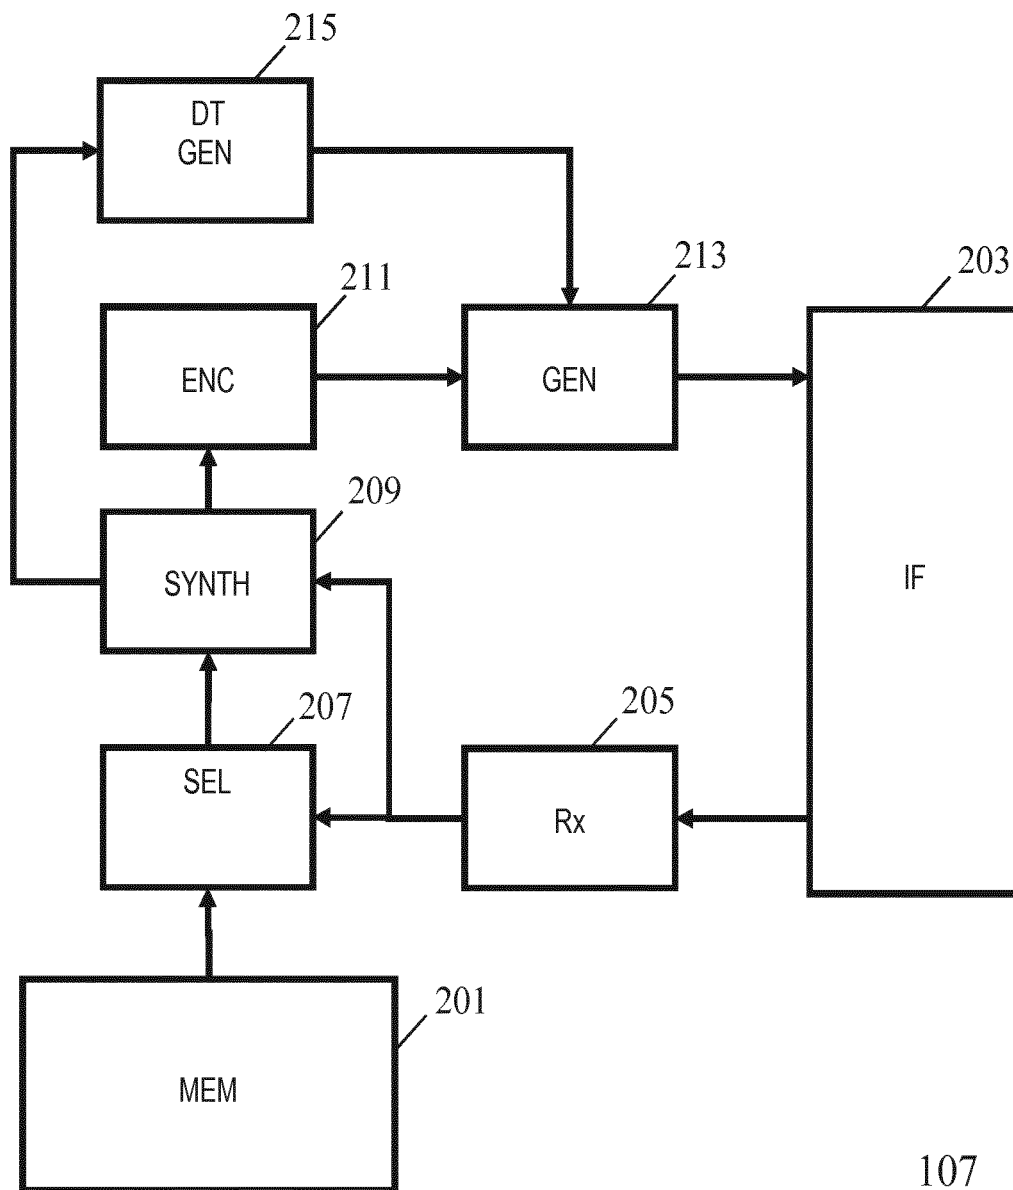 215
DT
GEN
211
213
203
ENC
GEN
209
SYNTH
IF
207
205
SEL
Rx
201
MEM
107